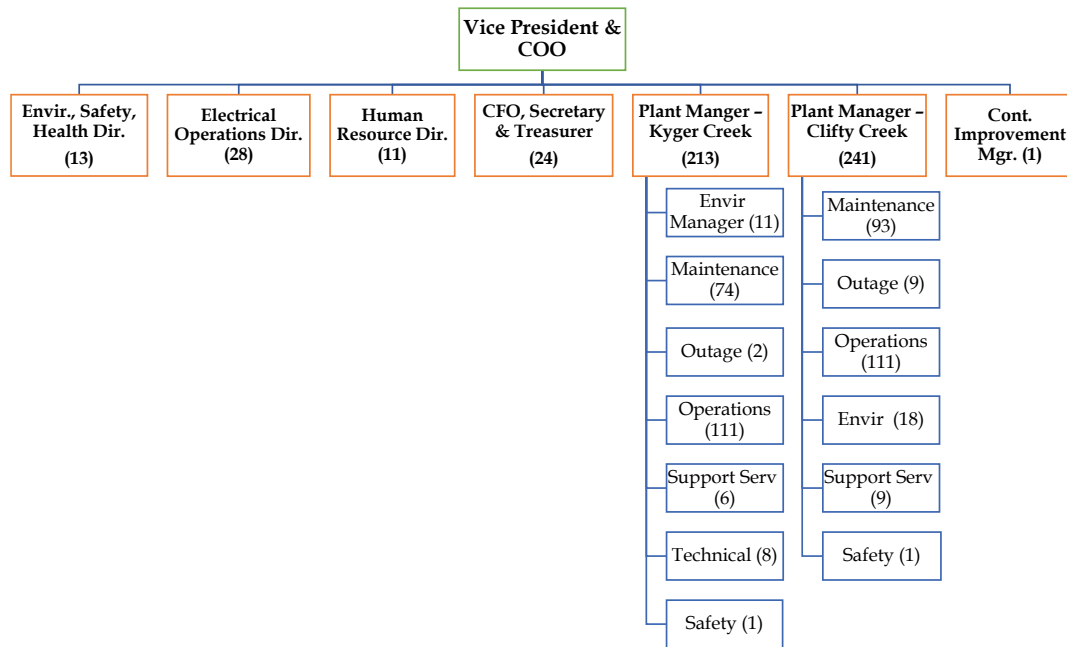 Vice President &
COO
Envir., Safety,
Health Dir.
(13)
Electrical
Operations Dir.
(28)
Human
Resource Dir.
(11)
CFO, Secretary
& Treasurer
(24)
Plant Manger –
Kyger Creek
(213)
Plant Manager –
Clifty Creek
(241)
Cont.
Improvement
Mgr. (1)
Envir
Manager (11)
Maintenance
(74)
Outage (2)
Operations
(111)
Support Serv
(6)
Technical (8)
Safety (1)
Maintenance
(93)
Outage (9)
Operations
(111)
Envir (18)
Support Serv
(9)
Safety (1)